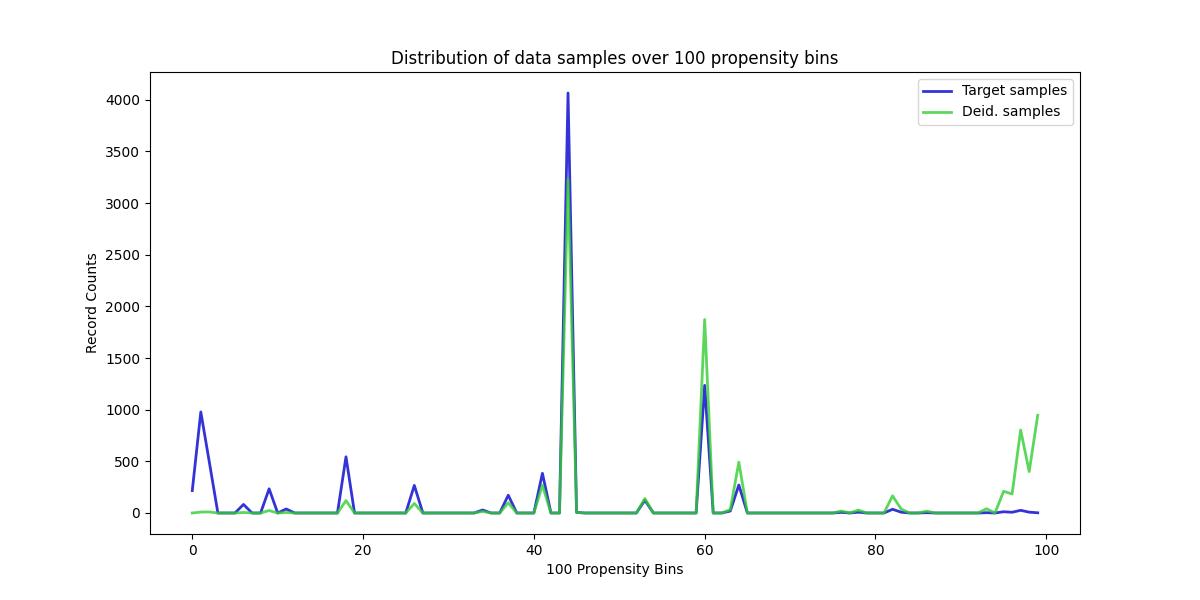 Distribution of data samples over 100 propensity bins
Target samples
Deid. samples
Record Counts
4000
3500
3000
2500
2000
1500
1000
500
0
0 20 40 60 80 100
100 Propensity Bins